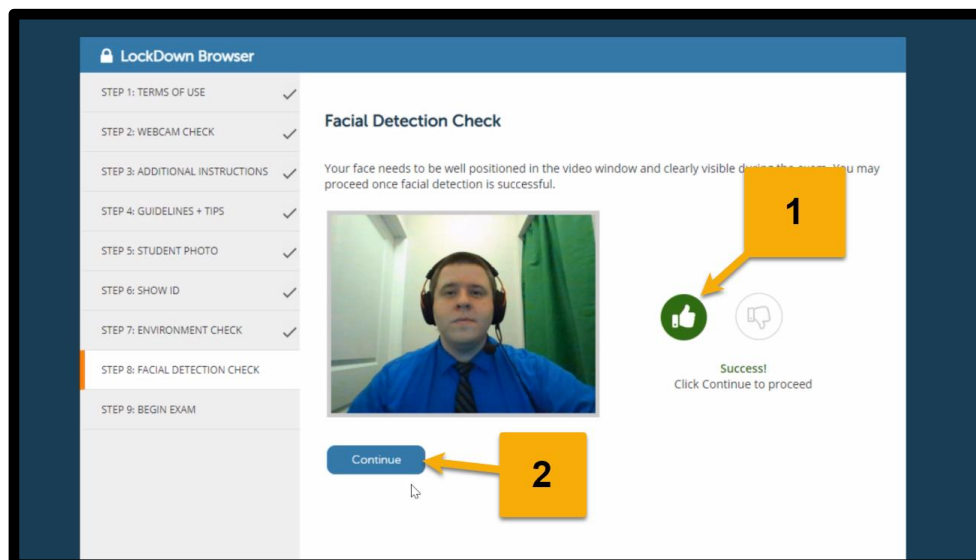 LockDown Browser
STEP 1: TERMS OF USE
STEP 2: WEBCAM CHECK
STEP 3: ADDITIONAL INSTRUCTIONS
STEP 4: GUIDELINES + TIPS
STEP 5: STUDENT PHOTO
STEP 6: SHOW ID
STEP 7: ENVIRONMENT CHECK
STEP 8: FACIAL DETECTION CHECK
STEP 9: BEGIN EXAM
Facial Detection Check
Your face needs to be well positioned in the video window and clearly visible during the exam. You may
proceed once facial detection is successful.
1
Success!
Click Continue to proceed
Continue
2